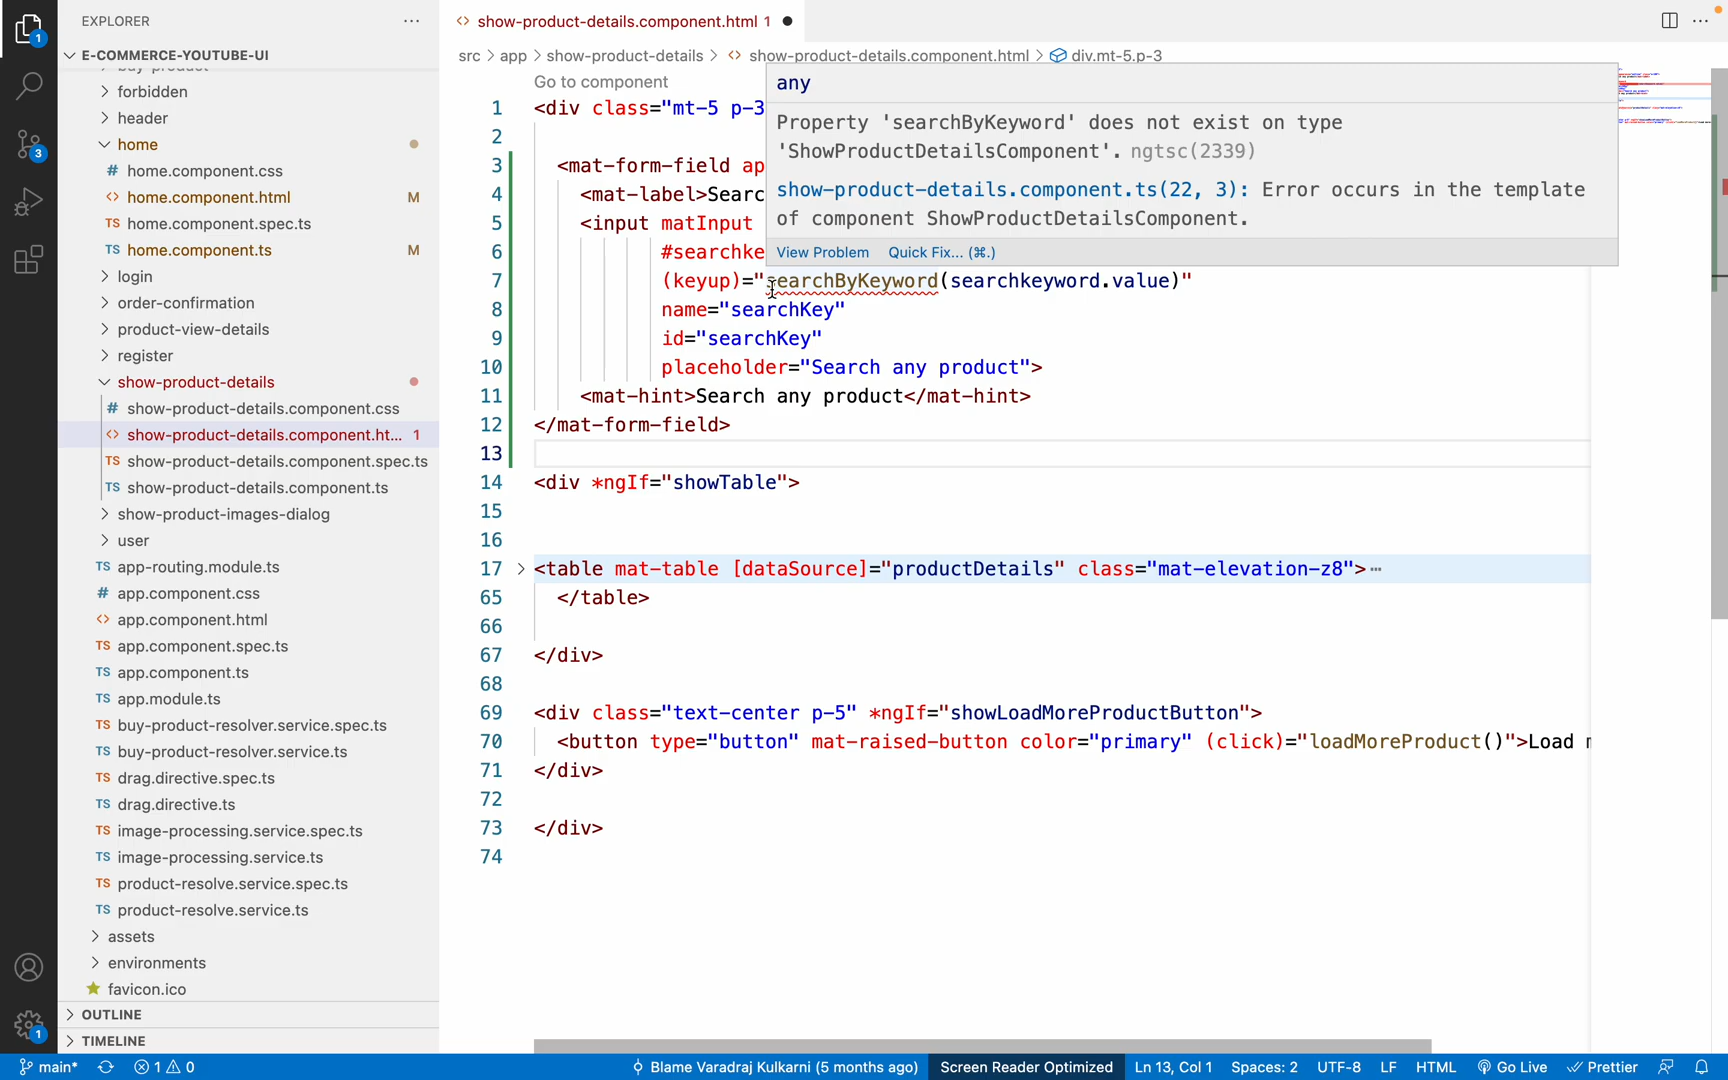 EXPLORER
show-product-details.component.html 1
E-COMMERCE-YOUTUBE-UI
src > app > show-product-details > show-product-details.component.html > div.mt-5.p-3
buy-product
forbidden
header
home
home.component.css
home.component.html M
home.component.spec.ts
home.component.ts M
login
order-confirmation
product-view-details
register
show-product-details
show-product-details.component.css
show-product-details.component.ht... 1
show-product-details.component.spec.ts
show-product-details.component.ts
show-product-images-dialog
user
app-routing.module.ts
app.component.css
app.component.html
app.component.spec.ts
app.component.ts
app.module.ts
buy-product-resolver.service.spec.ts
buy-product-resolver.service.ts
drag.directive.spec.ts
drag.directive.ts
image-processing.service.spec.ts
image-processing.service.ts
product-resolve.service.spec.ts
product-resolve.service.ts
assets
environments
favicon.ico
OUTLINE
TIMELINE
Go to component
any
Property 'searchByKeyword' does not exist on type
'ShowProductDetailsComponent'. ngtsc(2339)
show-product-details.component.ts(22, 3): Error occurs in the template
of component ShowProductDetailsComponent.
View Problem Quick Fix... (⌘.)
1 <div class="mt-5 p-3
2
3 <mat-form-field ap
4 <mat-label>Searc
5 <input matInput
6 #searchke
7 (keyup)="searchByKeyword(searchkeyword.value)"
8 name="searchKey"
9 id="searchKey"
10 placeholder="Search any product">
11 <mat-hint>Search any product</mat-hint>
12 </mat-form-field>
13
14 <div *ngIf="showTable">
15
16
17 <table mat-table [dataSource]="productDetails" class="mat-elevation-z8">…
65 </table>
66
67 </div>
68
69 <div class="text-center p-5" *ngIf="showLoadMoreProductButton">
70 <button type="button" mat-raised-button color="primary" (click)="loadMoreProduct()">Load m
71 </div>
72
73 </div>
74
main* 1 0 Blame Varadraj Kulkarni (5 months ago) Screen Reader Optimized Ln 13, Col 1 Spaces: 2 UTF-8 LF HTML Go Live Prettier